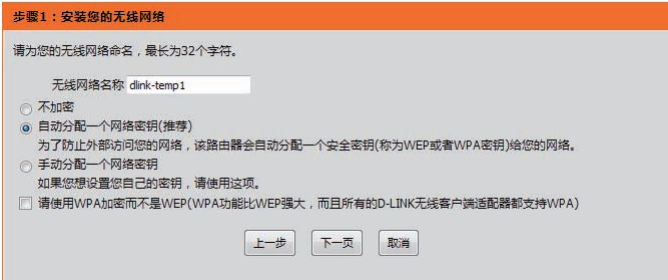 步骤1：安装您的无线网络
请为您的无线网络命名，最长为32个字符。
无线网络名称 dlink-temp1
不加密
自动分配一个网络密钥(推荐)
为了防止外部访问您的网络，该路由器会自动分配一个安全密钥(称为WEP或者WPA密钥)给您的网络。
手动分配一个网络密钥
如果您想设置您自己的密钥，请使用这项。
请使用WPA加密而不是WEP(WPA功能比WEP强大，而且所有的D-LINK无线客户端适配器都支持WPA)
上一步 下一页 取消